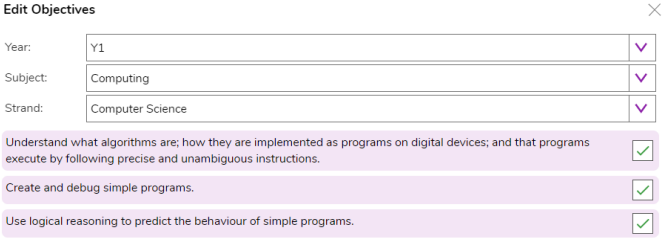 Edit Objectives
Year:
Y1
Subject:
Computing
Strand:
Computer Science
Understand what algorithms are; how they are implemented as programs on digital devices; and that programs
execute by following precise and unambiguous instructions.
Create and debug simple programs.
Use logical reasoning to predict the behaviour of simple programs.